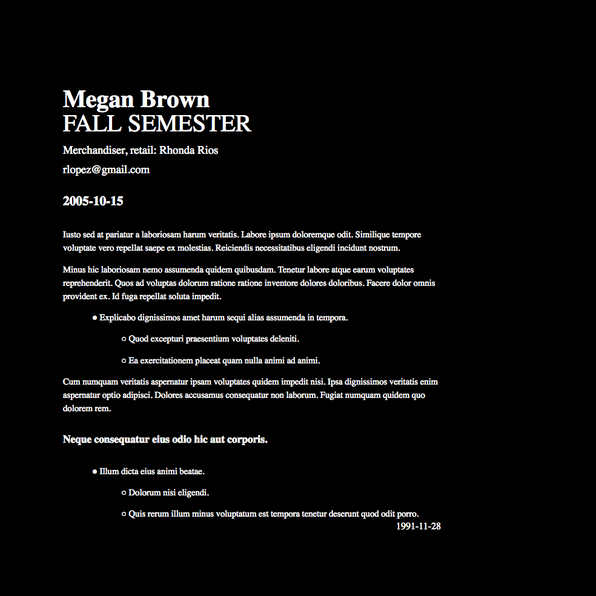 Megan Brown
FALL SEMESTER
Merchandiser, retail: Rhonda Rios
rlopez@gmail.com
2005-10-15
Iusto sed at pariatur a laboriosam harum veritatis. Labore ipsum doloremque odit. Similique tempore
voluptate vero repellat saepe ex molestias. Reiciendis necessitatibus eligendi incidunt nostrum.
Minus hic laboriosam nemo assumenda quidem quibusdam. Tenetur labore atque earum voluptates
reprehenderit. Quos ad voluptas dolorum ratione ratione inventore dolores doloribus. Facere dolor omnis
provident ex. Id fuga repellat soluta impedit.
Explicabo dignissimos amet harum sequi alias assumenda in tempora.
Quod excepturi praesentium voluptates deleniti.
Ea exercitationem placeat quam nulla animi ad animi.
Cum numquam veritatis aspernatur ipsam voluptates quidem impedit nisi. Ipsa dignissimos veritatis enim
aspernatur optio adipisci. Dolores accusamus consequatur non laborum. Fugiat numquam quidem quo
dolorem rem.
Neque consequatur eius odio hic aut corporis.
Illum dicta eius animi beatae.
Dolorum nisi eligendi.
Quis rerum illum minus voluptatum est tempora tenetur deserunt quod odit porro.
1991-11-28